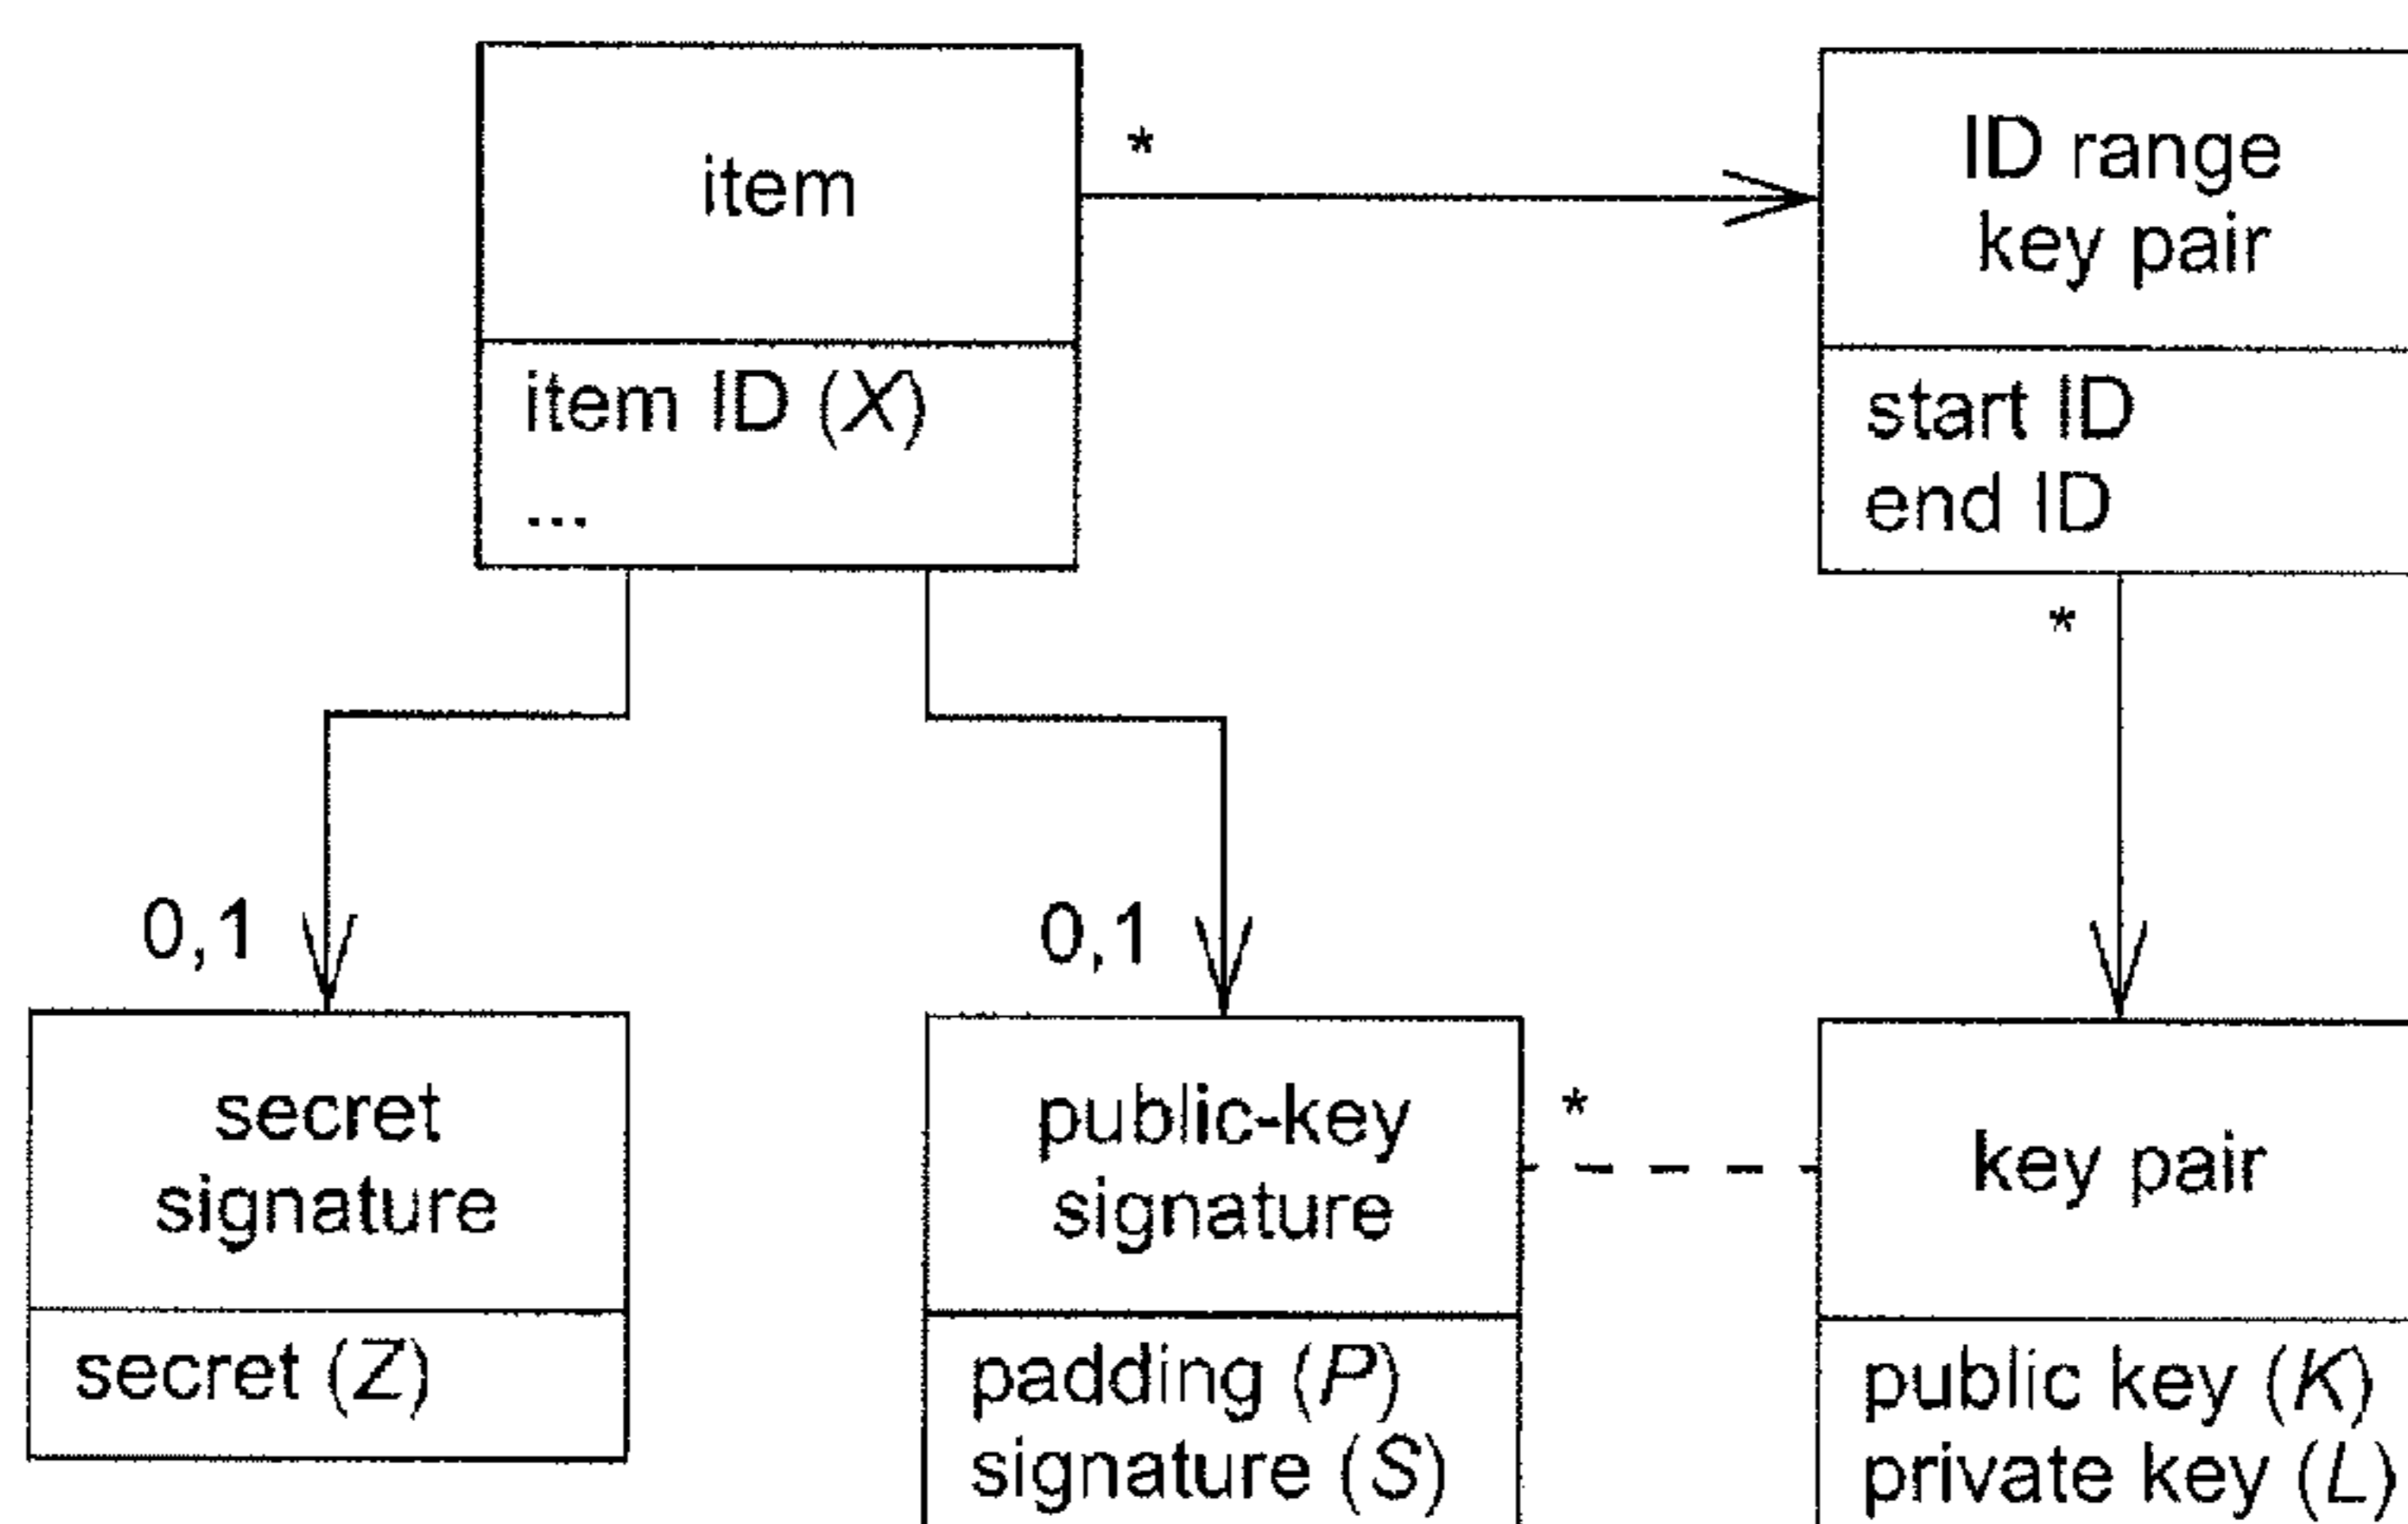 item
*
ID range
key pair
item ID (X)
...
start ID
end ID
*
0,1
0,1
secret
signature
public-key
signature
*
key pair
secret (Z)
padding (P)
signature (S)
public key (K)
private key (L)